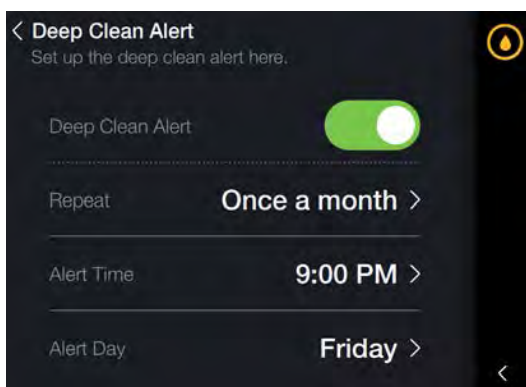 Deep Clean Alert
Set up the deep clean alert here.
Deep Clean Alert
Repeat Once a month
Alert Time 9:00 PM
Alert Day Friday